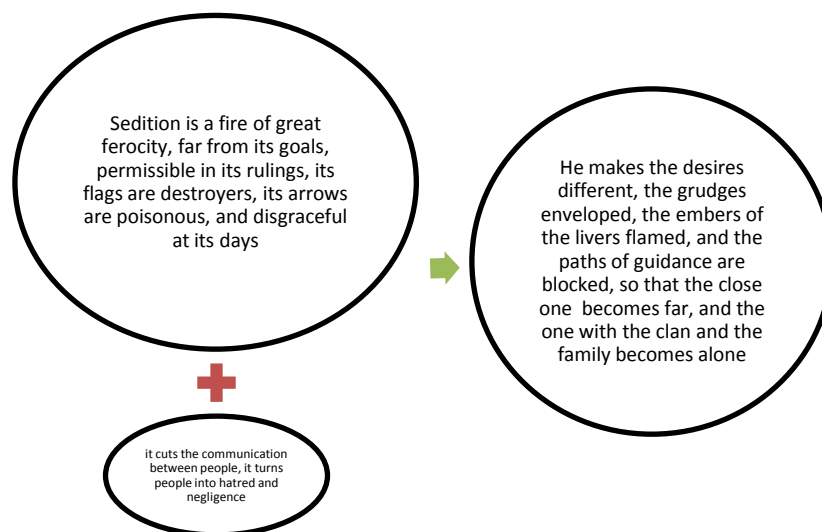 Sedition is a fire of great
ferocity, far from its goals,
permissible in its rulings, its
flags are destroyers, its arrows
are poisonous, and disgraceful
at its days
it cuts the communication
between people, it turns
people into hatred and
negligence
He makes the desires
different, the grudges
enveloped, the embers of
the livers flamed, and the
paths of guidance are
blocked, so that the close
one becomes far, and the
one with the clan and the
family becomes alone